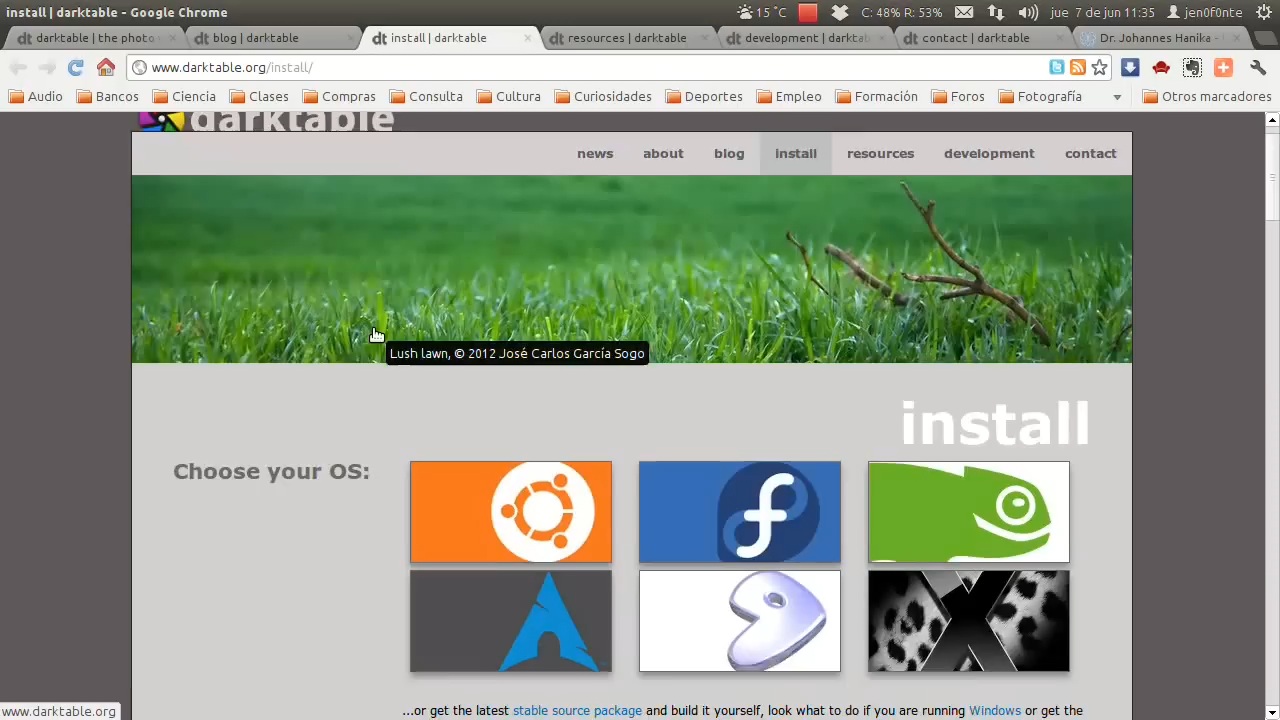 install | darktable - Google Chrome
15 °C
C: 48% R: 53%
jue 7 de jun 11:35
jen0f0nte
darktable | the photo
blog | darktable
install | darktable
resources | darktable
development | darktab
contact | darktable
Dr. Johannes Hanika -
www.darktable.org/install/
Audio
Bancos
Ciencia
Clases
Compras
Consulta
Cultura
Curiosidades
Deportes
Empleo
Formación
Foros
Fotografía
Otros marcadores
darktable
news
about
blog
install
resources
development
contact
Lush lawn, © 2012 José Carlos García Sogo
install
Choose your OS:
...or get the latest stable source package and build it yourself, look what to do if you are running Windows or get the
www.darktable.org